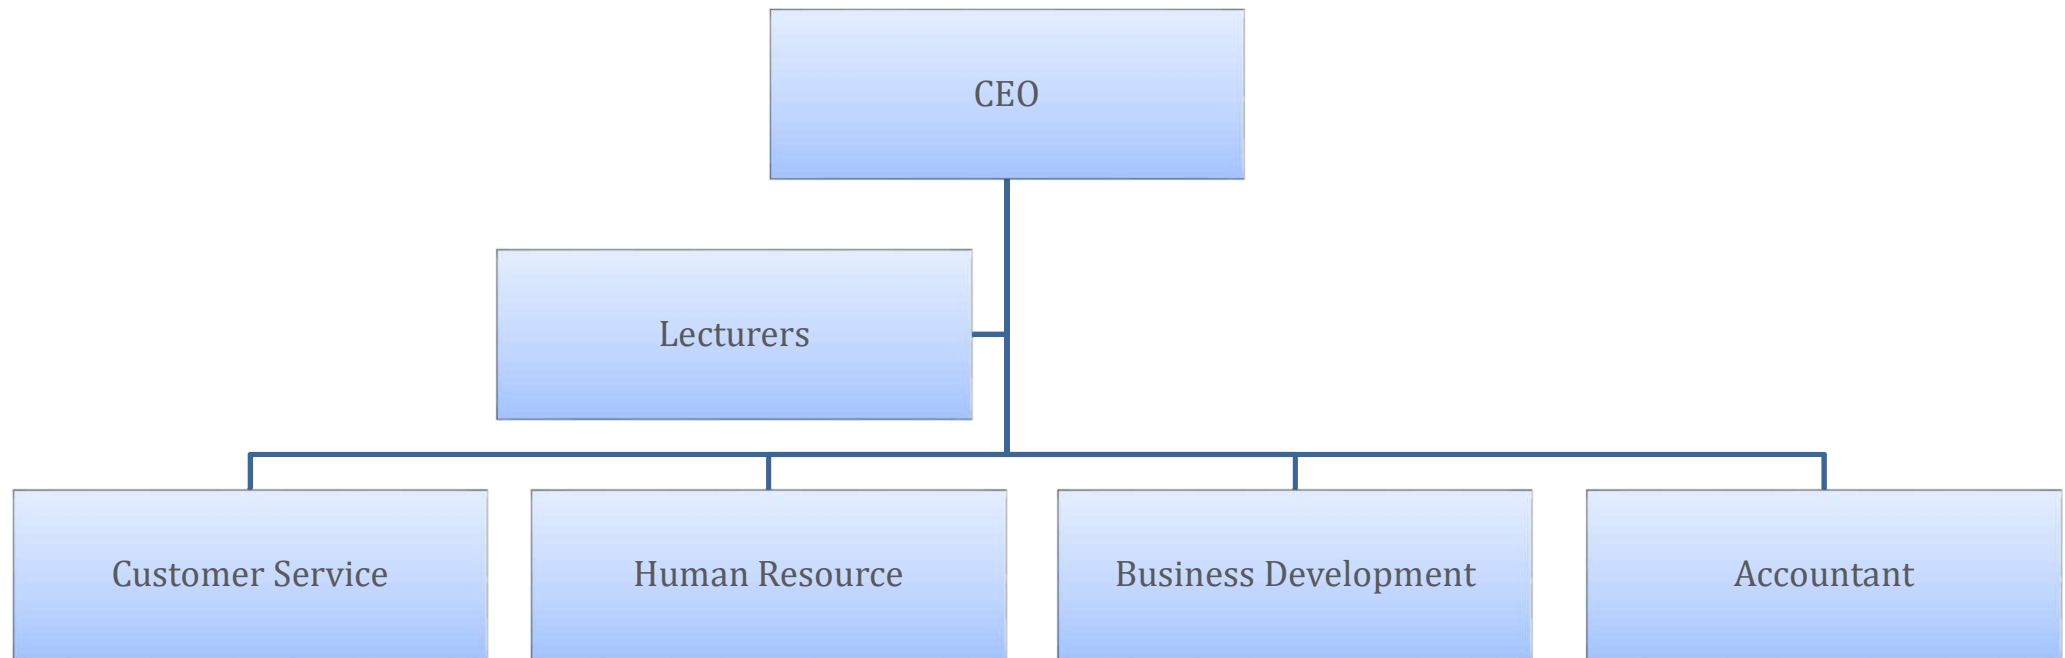 CEO
Lecturers
Customer Service
Human Resource
Business Development
Accountant